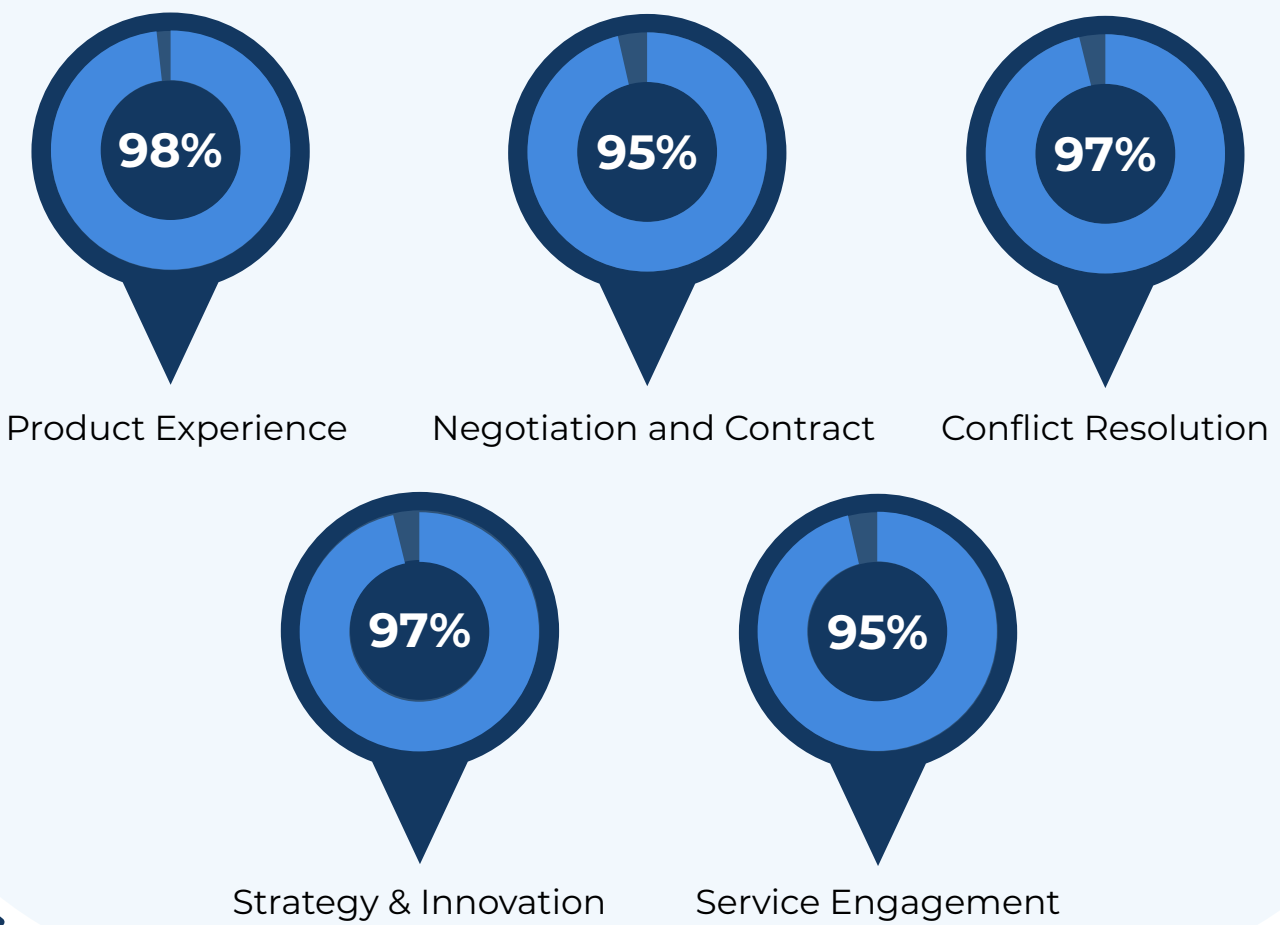 98%
95%
97%
Product Experience
Negotiation and Contract
Conflict Resolution
97%
95%
Strategy & Innovation
Service Engagement